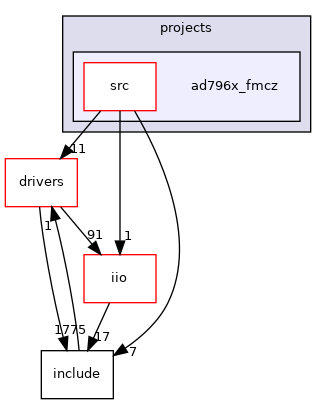 projects
src
ad796x_fmcz
11
drivers
91
1
1
iio
1775
17
7
include